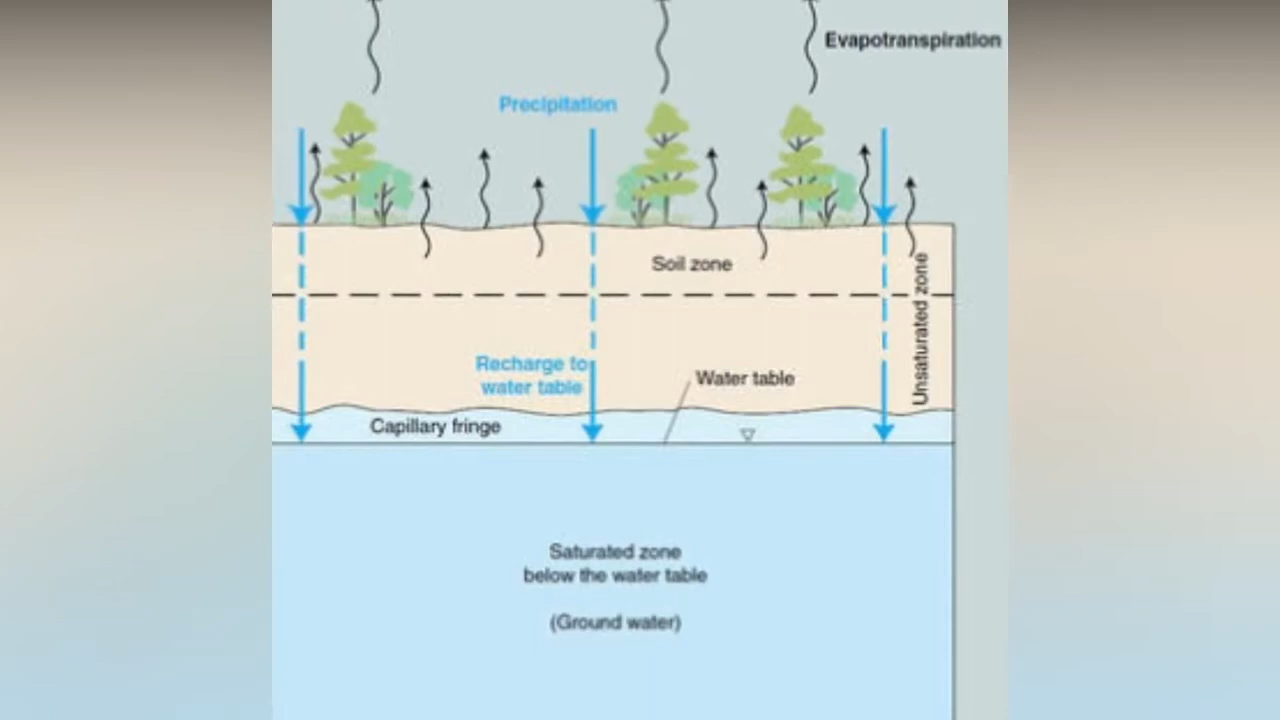 Evapotranspiration
Precipitation
Soil zone
Unsaturated zone
Recharge to
water table
Water table
Capillary fringe
Saturated zone
below the water table
(Ground water)